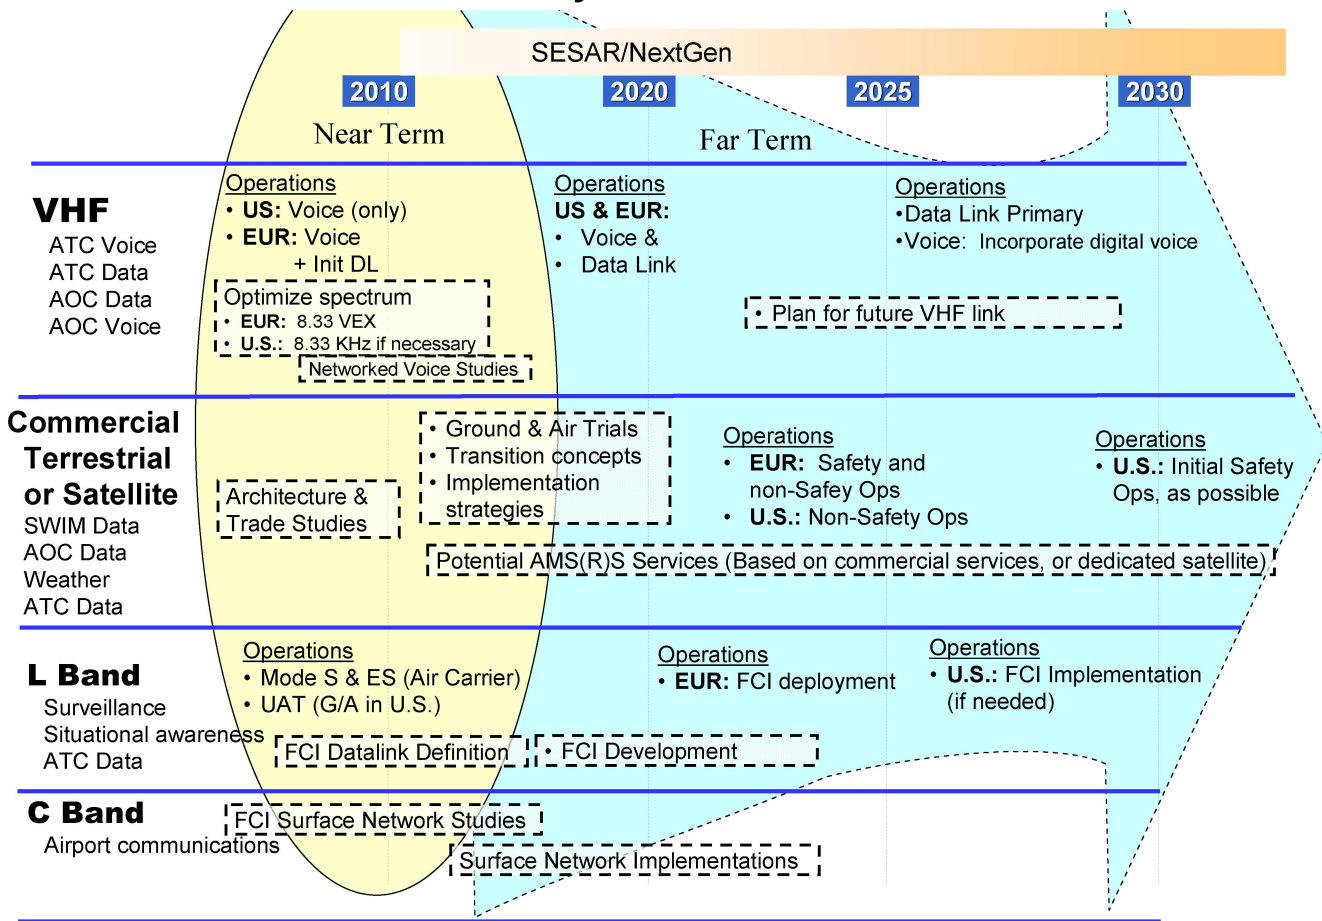 SESAR/NextGen
2010
2020
2025
2030
Near Term
Far Term
VHF
ATC Voice
ATC Data
AOC Data
AOC Voice
Operations
• US: Voice (only)
• EUR: Voice
+ Init DL
Optimize spectrum
• EUR: 8.33 VEX
• U.S.: 8.33 KHz if necessary
Networked Voice Studies
Operations
US & EUR:
• Voice &
• Data Link
Operations
•Data Link Primary
•Voice: Incorporate digital voice
• Plan for future VHF link
Commercial
Terrestrial
or Satellite
SWIM Data
AOC Data
Weather
ATC Data
Architecture &
Trade Studies
• Ground & Air Trials
• Transition concepts
• Implementation
strategies
Operations
• EUR: Safety and
non-Safey Ops
• U.S.: Non-Safety Ops
Operations
• U.S.: Initial Safety
Ops, as possible
Potential AMS(R)S Services (Based on commercial services, or dedicated satellite)
L Band
Surveillance
Situational awareness
ATC Data
Operations
• Mode S & ES (Air Carrier)
• UAT (G/A in U.S.)
FCI Datalink Definition
• FCI Development
Operations
• EUR: FCI deployment
Operations
• U.S.: FCI Implementation
(if needed)
C Band
Airport communications
FCI Surface Network Studies
Surface Network Implementations